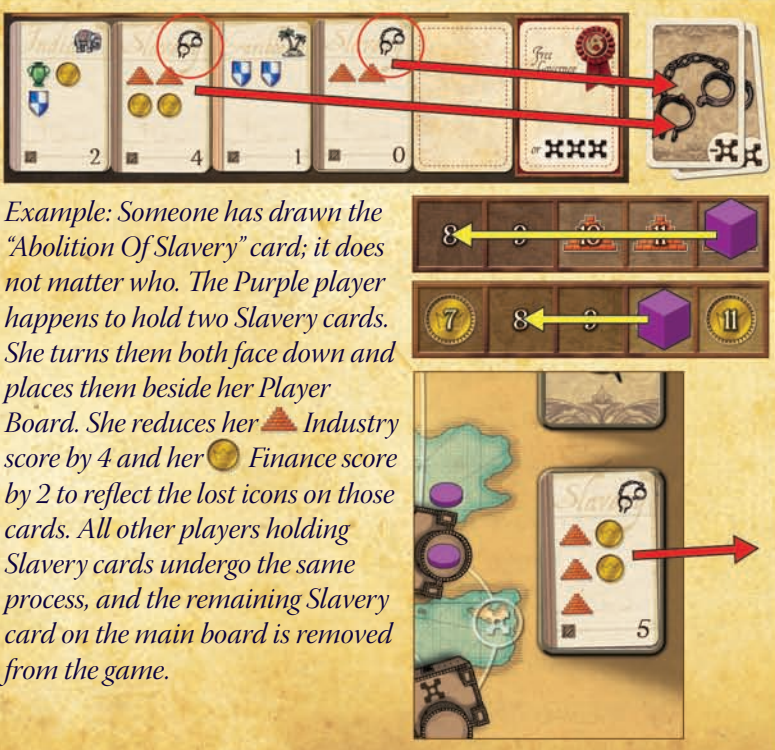 Slavery
Slavery
Free
Governor
2
4
1
0
or
Example: Someone has drawn the
“Abolition Of Slavery” card; it does
not matter who. The Purple player
happens to hold two Slavery cards.
She turns them both face down and
places them beside her Player
Board. She reduces her Industry
score by 4 and her Finance score
by 2 to reflect the lost icons on those
cards. All other players holding
Slavery cards undergo the same
process, and the remaining Slavery
card on the main board is removed
from the game.
8 9 10 11
7 8 9 11
Slavery
5